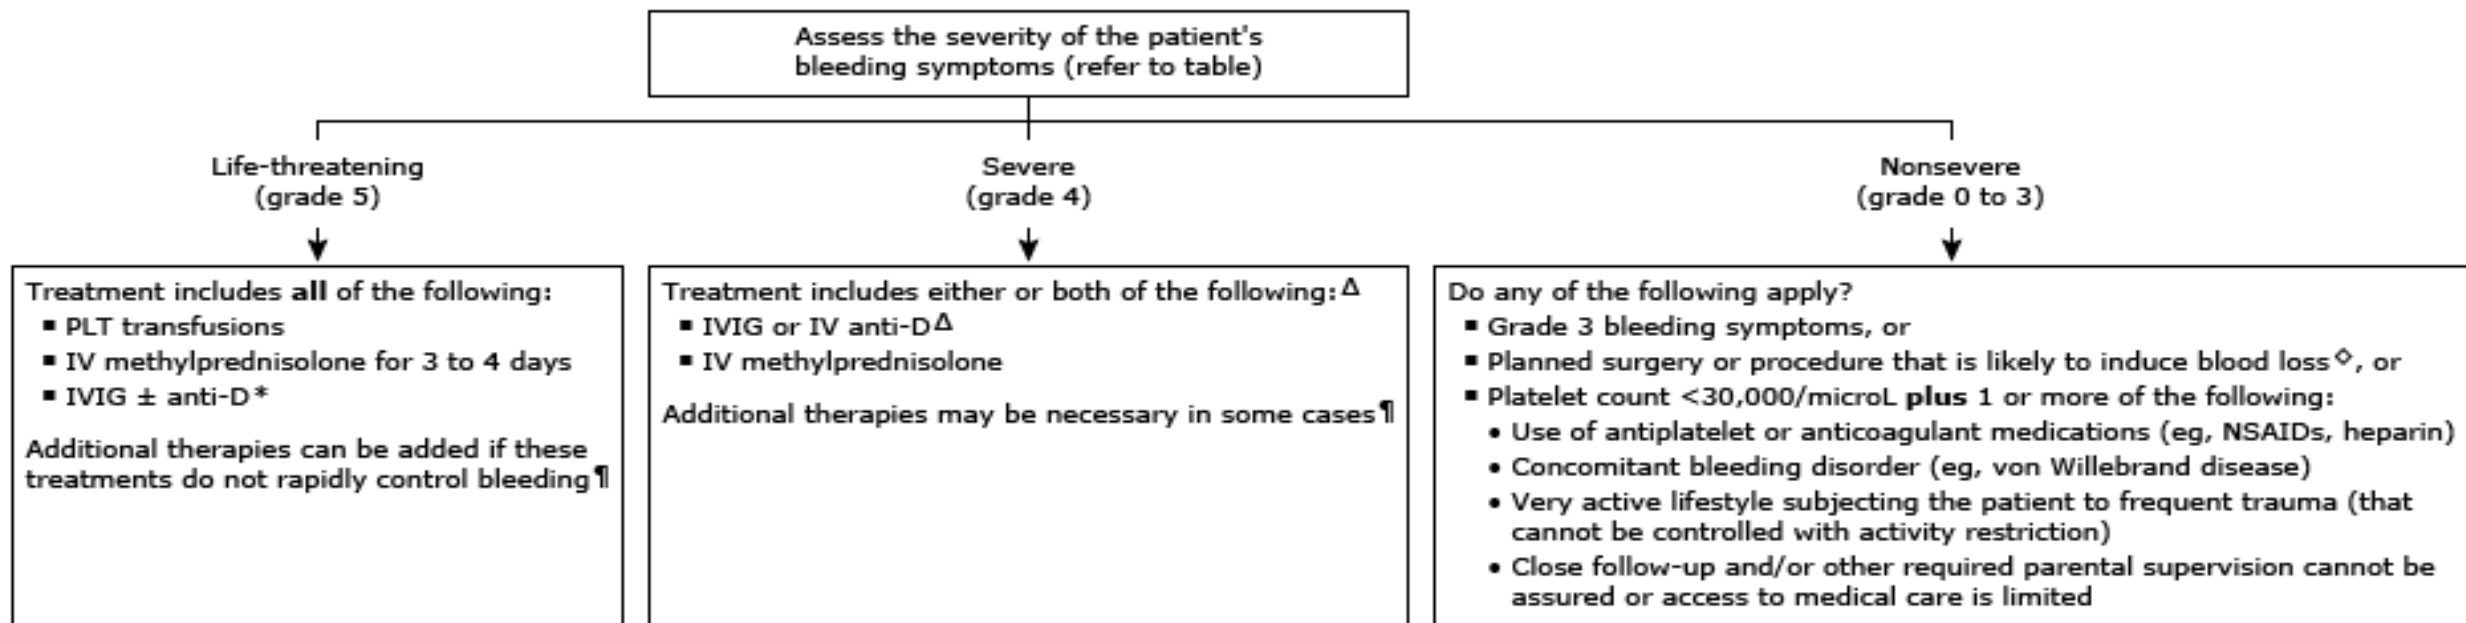 Assess the severity of the patient's
bleeding symptoms (refer to table)
Life-threatening
(grade 5)
Severe
(grade 4)
Nonsevere
(grade 0 to 3)
Treatment includes all of the following:
▪ PLT transfusions
▪ IV methylprednisolone for 3 to 4 days
▪ IVIG ± anti-D*
Additional therapies can be added if these
treatments do not rapidly control bleeding¶
Treatment includes either or both of the following:Δ
▪ IVIG or IV anti-DΔ
▪ IV methylprednisolone
Additional therapies may be necessary in some cases¶
Do any of the following apply?
▪ Grade 3 bleeding symptoms, or
▪ Planned surgery or procedure that is likely to induce blood loss◇, or
▪ Platelet count <30,000/microL plus 1 or more of the following:
• Use of antiplatelet or anticoagulant medications (eg, NSAIDs, heparin)
• Concomitant bleeding disorder (eg, von Willebrand disease)
• Very active lifestyle subjecting the patient to frequent trauma (that
cannot be controlled with activity restriction)
• Close follow-up and/or other required parental supervision cannot be
assured or access to medical care is limited